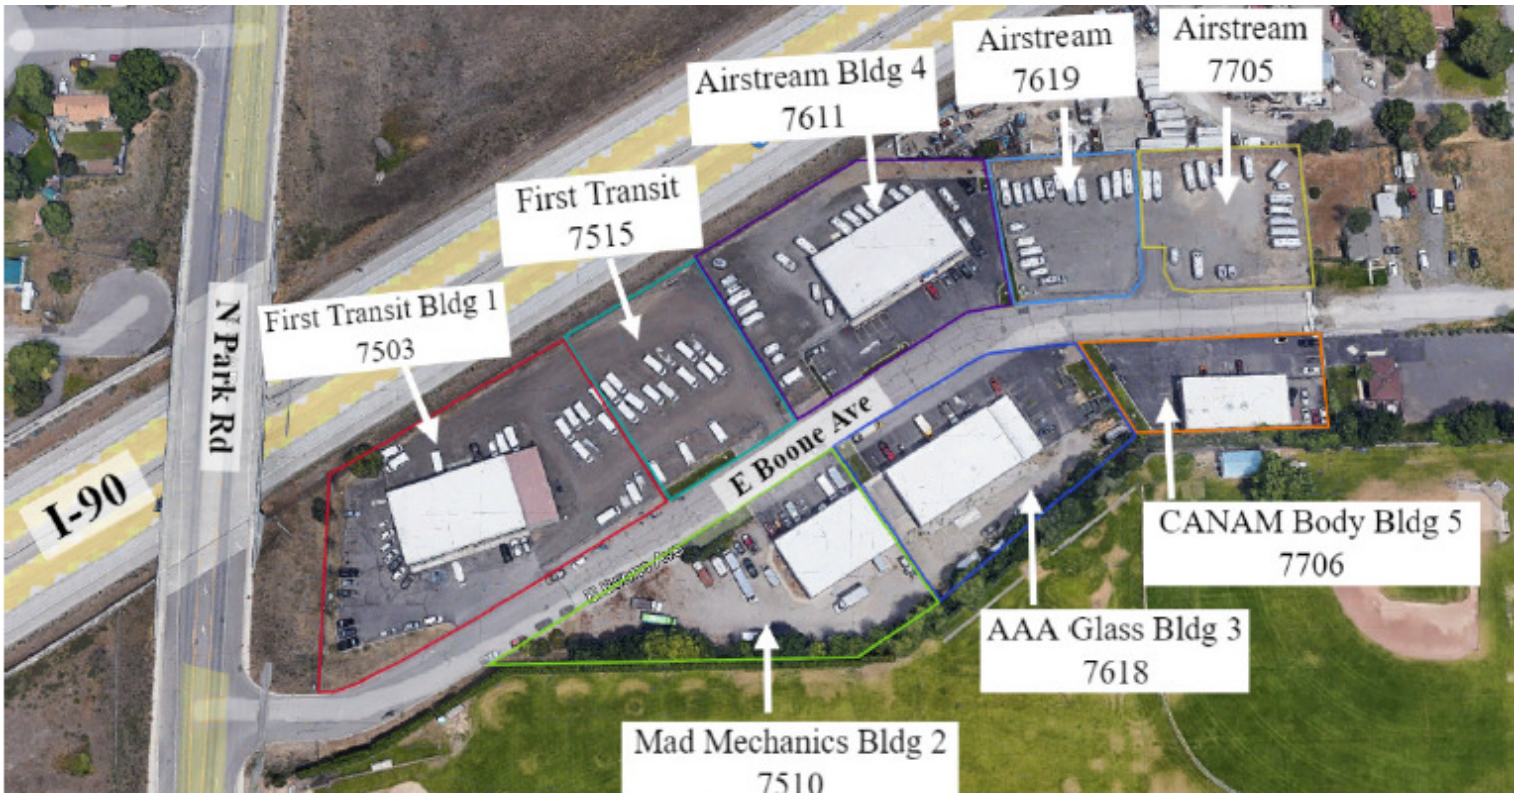 Airstream
7705
Airstream
7619
Airstream Bldg 4
7611
First Transit
7515
First Transit Bldg 1
7503
N Park Rd
I-90
E Boone Ave
CANAM Body Bldg 5
7706
AAA Glass Bldg 3
7618
Mad Mechanics Bldg 2
7510